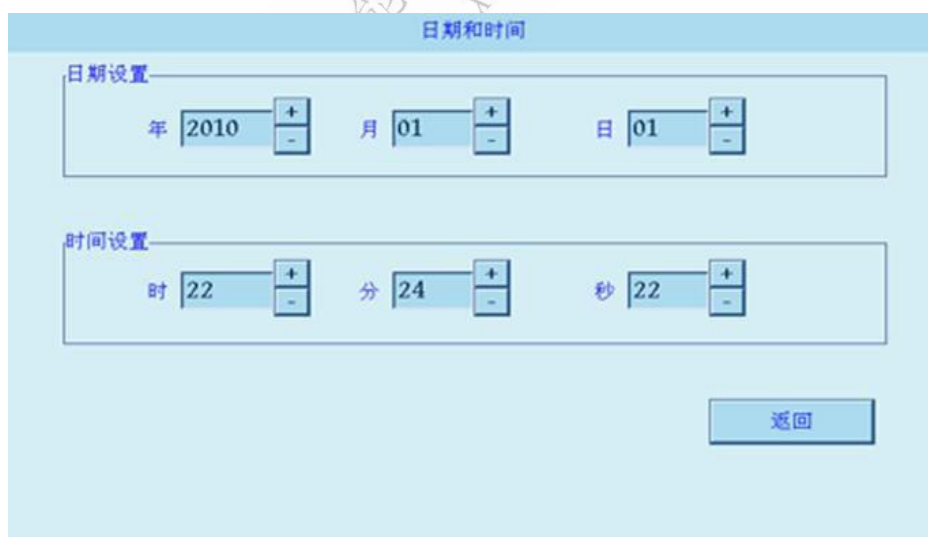 日期和时间
日期设置
年 2010 + - 月 01 + - 日 01 + -
时间设置
时 22 + - 分 24 + - 秒 22 + -
返回